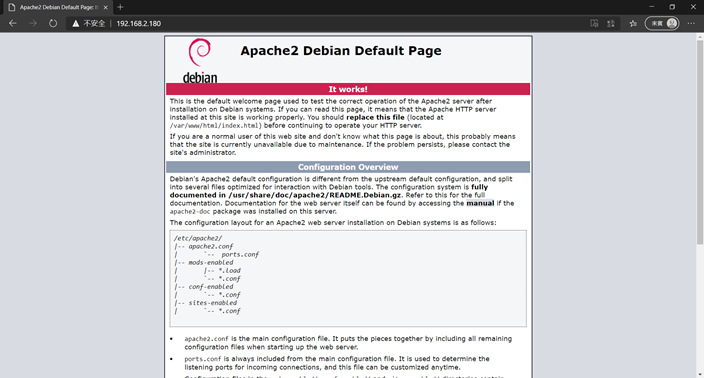 Apache2 Debian Default Page: It
不安全 192.168.2.180
来賓
debian
Apache2 Debian Default Page
It works!
This is the default welcome page used to test the correct operation of the Apache2 server after
installation on Debian systems. If you can read this page, it means that the Apache HTTP server
installed at this site is working properly. You should replace this file (located at
/var/www/html/index.html) before continuing to operate your HTTP server.
If you are a normal user of this web site and don't know what this page is about, this probably means
that the site is currently unavailable due to maintenance. If the problem persists, please contact the
site's administrator.
Configuration Overview
Debian's Apache2 default configuration is different from the upstream default configuration, and split
into several files optimized for interaction with Debian tools. The configuration system is fully
documented in /usr/share/doc/apache2/README.Debian.gz. Refer to this for the full
documentation. Documentation for the web server itself can be found by accessing the manual if the
apache2-doc package was installed on this server.
The configuration layout for an Apache2 web server installation on Debian systems is as follows:
/etc/apache2/
|-- apache2.conf
|       `--  ports.conf
|-- mods-enabled
|       |-- *.load
|       `-- *.conf
|-- conf-enabled
|       `-- *.conf
|-- sites-enabled
|       `-- *.conf
• apache2.conf is the main configuration file. It puts the pieces together by including all remaining
configuration files when starting up the web server.
• ports.conf is always included from the main configuration file. It is used to determine the
listening ports for incoming connections, and this file can be customized anytime.